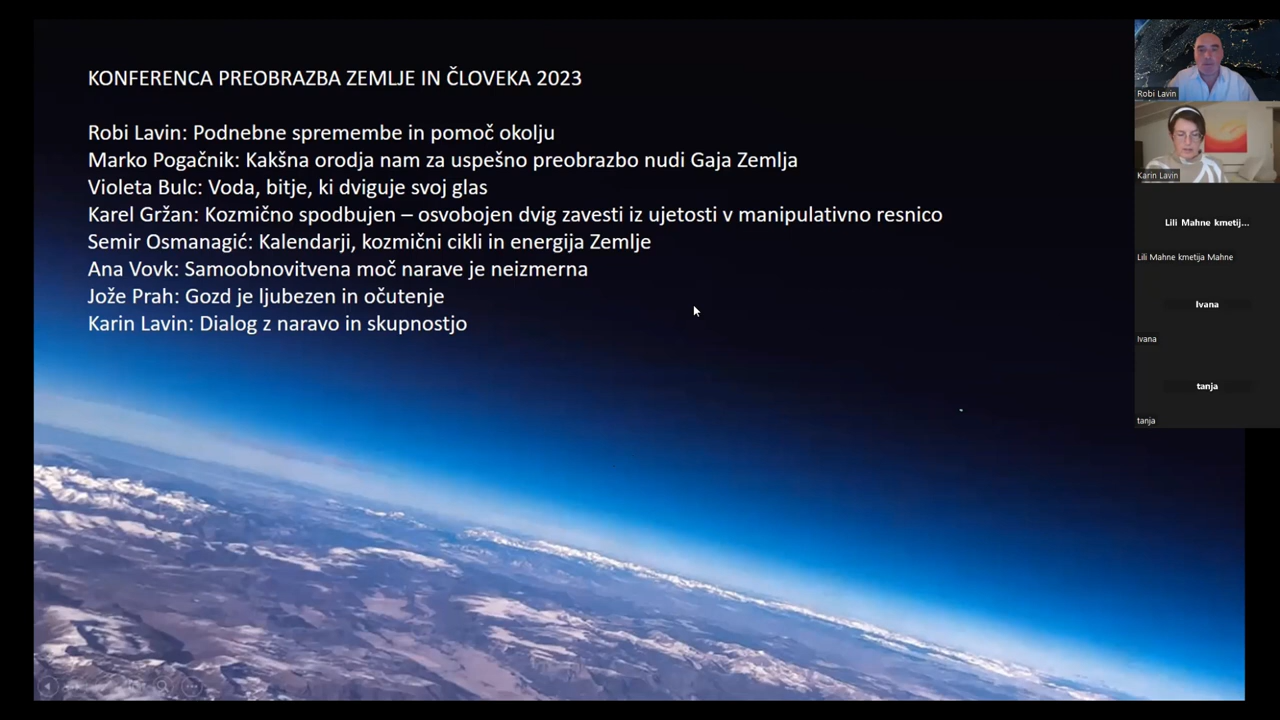 KONFERENCA PREOBRAZBA ZEMLJE IN ČLOVEKA 2023
Robi Lavin: Podnebne spremembe in pomoč okolju
Marko Pogačnik: Kakšna orodja nam za uspešno preobrazbo nudi Gaja Zemlja
Violeta Bulc: Voda, bitje, ki dviguje svoj glas
Karel Gržan: Kozmično spodbujen – osvobojen dvig zavesti iz ujetosti v manipulativno resnico
Semir Osmanagić: Kalendarji, kozmični cikli in energija Zemlje
Ana Vovk: Samoobnovitvena moč narave je neizmerna
Jože Prah: Gozd je ljubezen in očutenje
Karin Lavin: Dialog z naravo in skupnostjo
Robi Lavin
Karin Lavin
Lili Mahne kmetij...
Lili Mahne kmetija Mahne
Ivana
Ivana
tanja
tanja